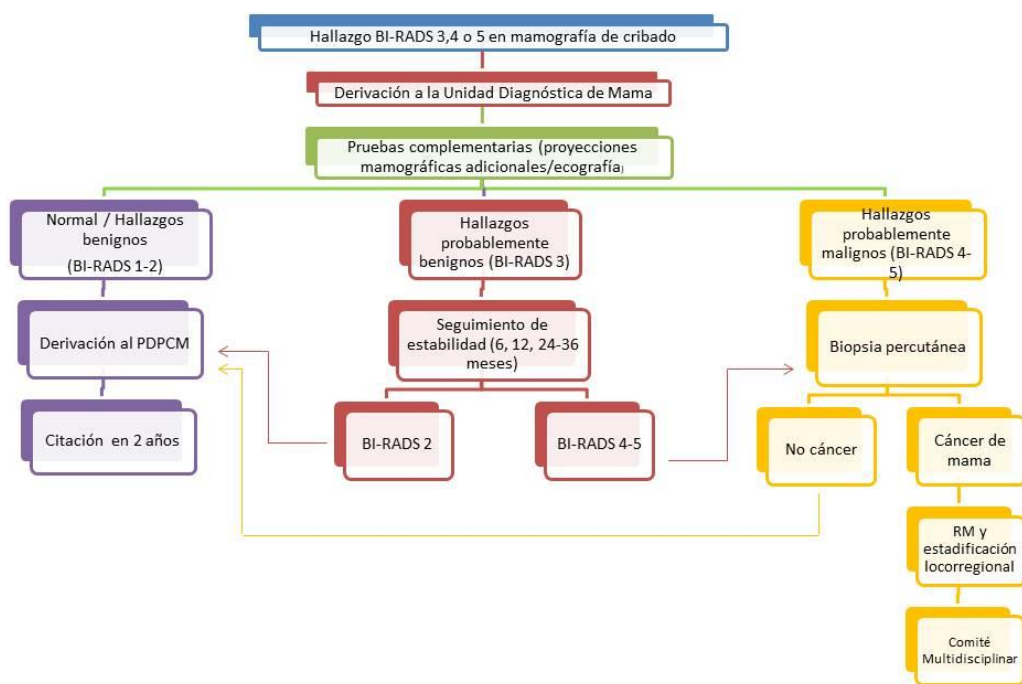 Hallazgo BI-RADS 3,4 o 5 en mamografía de cribado
Derivación a la Unidad Diagnóstica de Mama
Pruebas complementarias (proyecciones
mamográficas adicionales/ecografía)
Normal / Hallazgos
benignos
(BI-RADS 1-2)
Hallazgos
probablemente
benignos (BI-RADS 3)
Hallazgos
probablemente
malignos (BI-RADS 4-
5)
Derivación al PDPCM
Seguimiento de
estabilidad (6, 12, 24-36
meses)
Biopsia percutánea
Citación en 2 años
BI-RADS 2
BI-RADS 4-5
No cáncer
Cáncer de
mama
RM y
estadificación
locorregional
Comité
Multidisciplinar